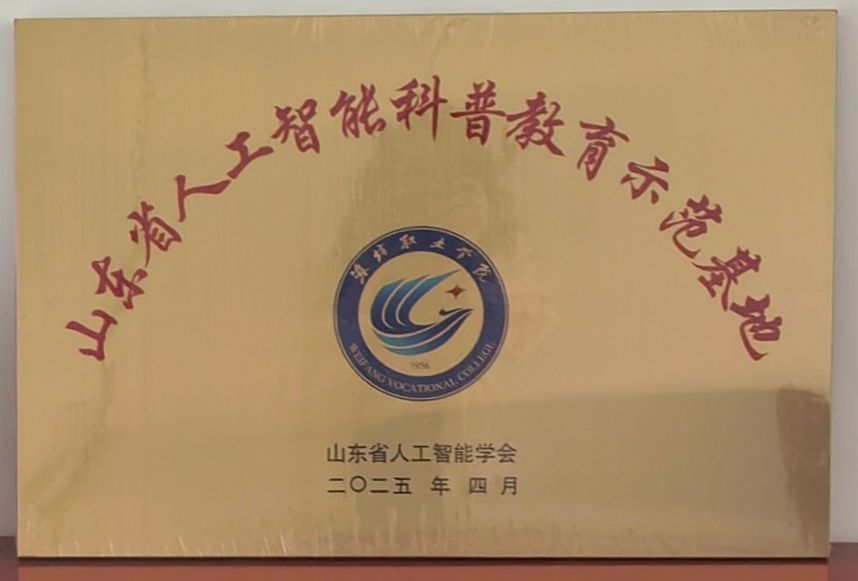 山东省人工智能科普教育示范基地
潍坊职业学院
1956
WEIFANG VOCATIONAL COLLEGE
山东省人工智能学会
二〇二五 年 四 月